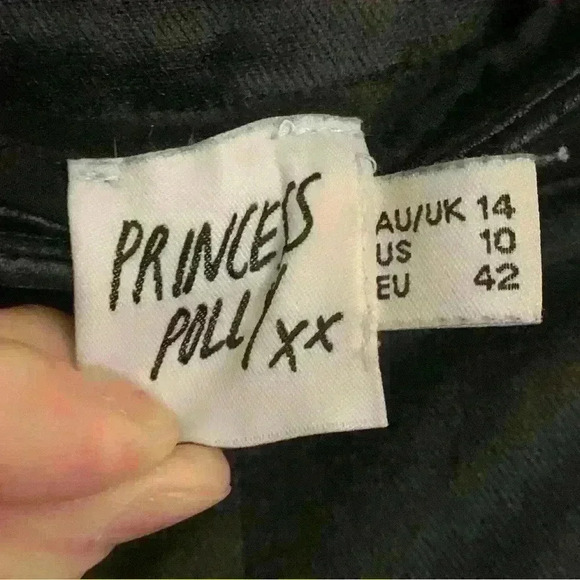 PRINCESS
POLLY xx
AU/UK 14
US 10
EU 42